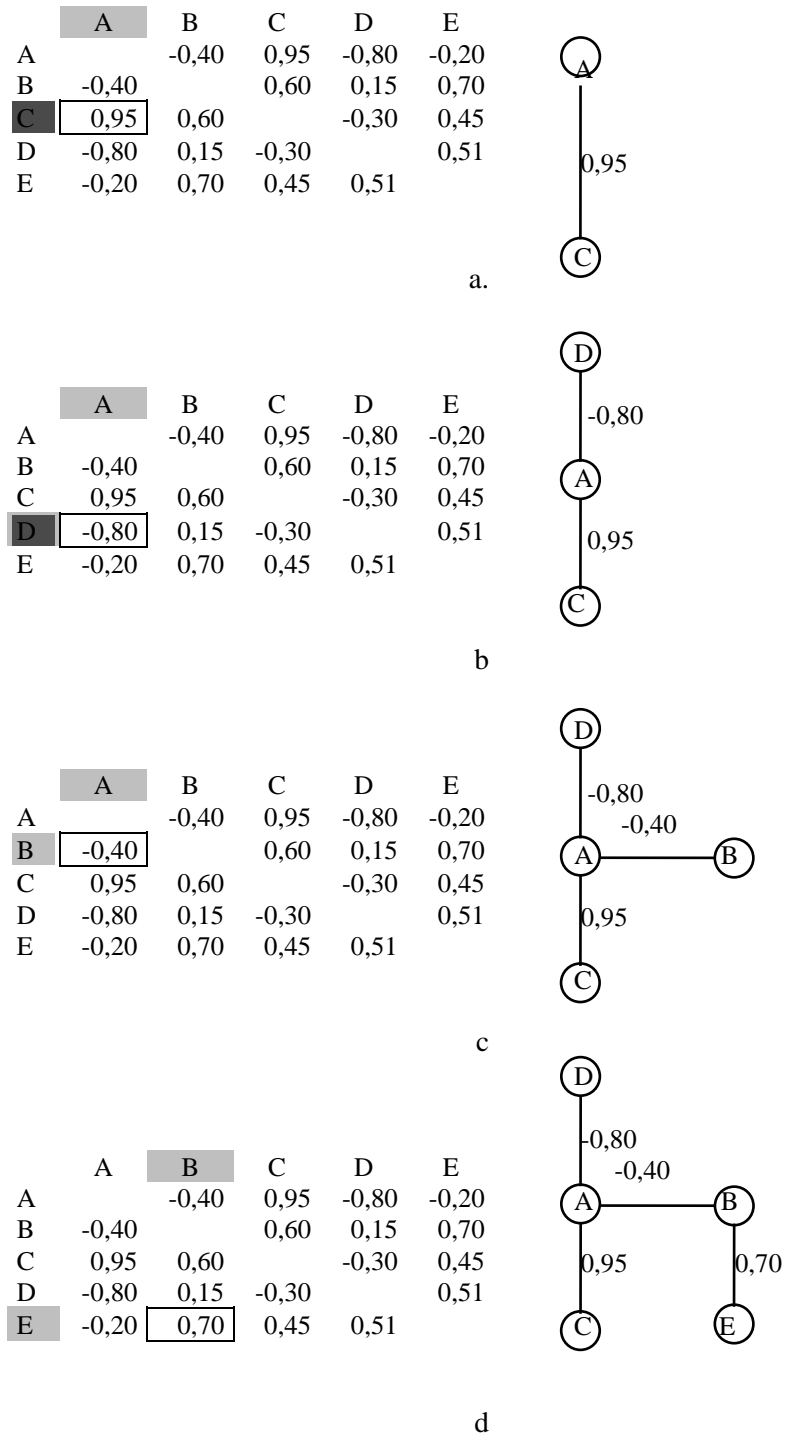 A B C D E
A -0,40 0,95 -0,80 -0,20
B -0,40 0,60 0,15 0,70
C 0,95 0,60 -0,30 0,45
D -0,80 0,15 -0,30 0,51
E -0,20 0,70 0,45 0,51
A
0,95
C
a.
D
A B C D E
-0,80
A -0,40 0,95 -0,80 -0,20
B -0,40 0,60 0,15 0,70
C 0,95 0,60 -0,30 0,45
D -0,80 0,15 -0,30 0,51
E -0,20 0,70 0,45 0,51
A
0,95
C
b
D
A B C D E
-0,80
A -0,40 0,95 -0,80 -0,20
-0,40
B -0,40 0,60 0,15 0,70
C 0,95 0,60 -0,30 0,45
D -0,80 0,15 -0,30 0,51
E -0,20 0,70 0,45 0,51
A B
0,95
C
c
D
-0,80
A B C D E
-0,40
A -0,40 0,95 -0,80 -0,20
B -0,40 0,60 0,15 0,70
C 0,95 0,60 -0,30 0,45
D -0,80 0,15 -0,30 0,51
E -0,20 0,70 0,45 0,51
A B
0,95 0,70
C E
d